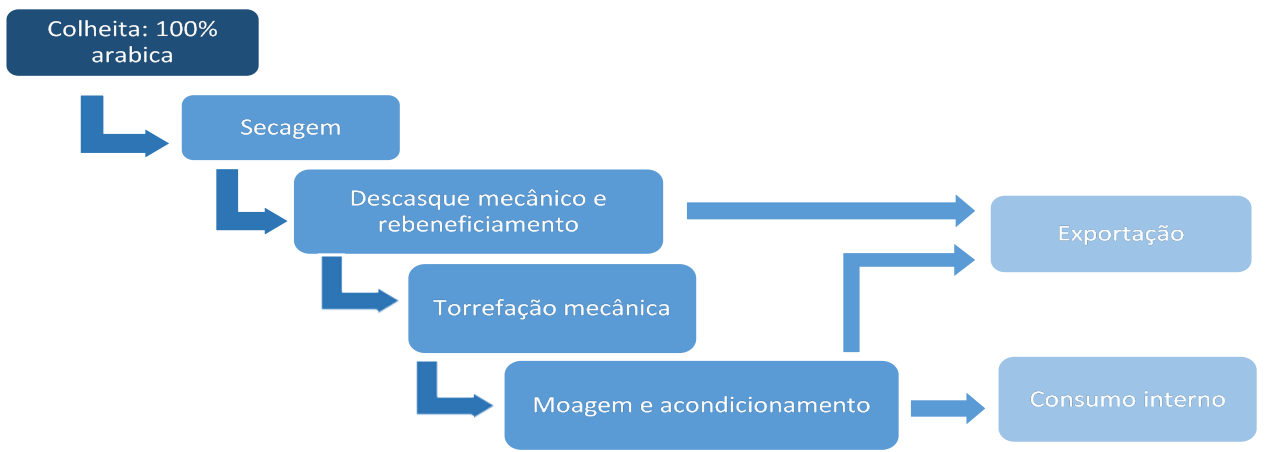 Colheita: 100%
arabica
Secagem
Descasque mecânico e
rebeneficiamento
Exportação
Torrefação mecânica
Moagem e acondicionamento
Consumo interno